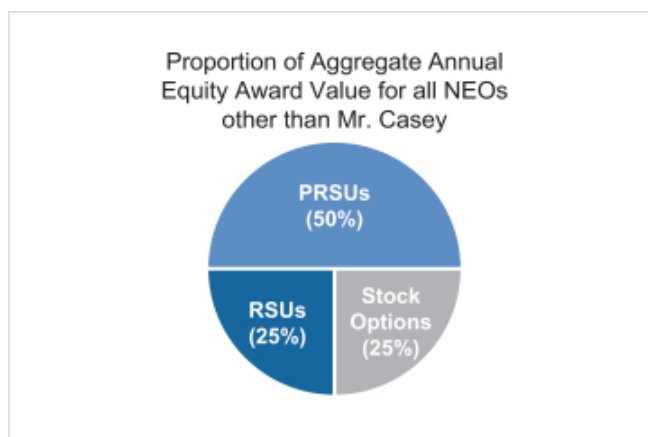 Proportion of Aggregate Annual
Equity Award Value for all NEOs
other than Mr. Casey
PRSUs
(50%)
RSUs
(25%)
Stock
Options
(25%)